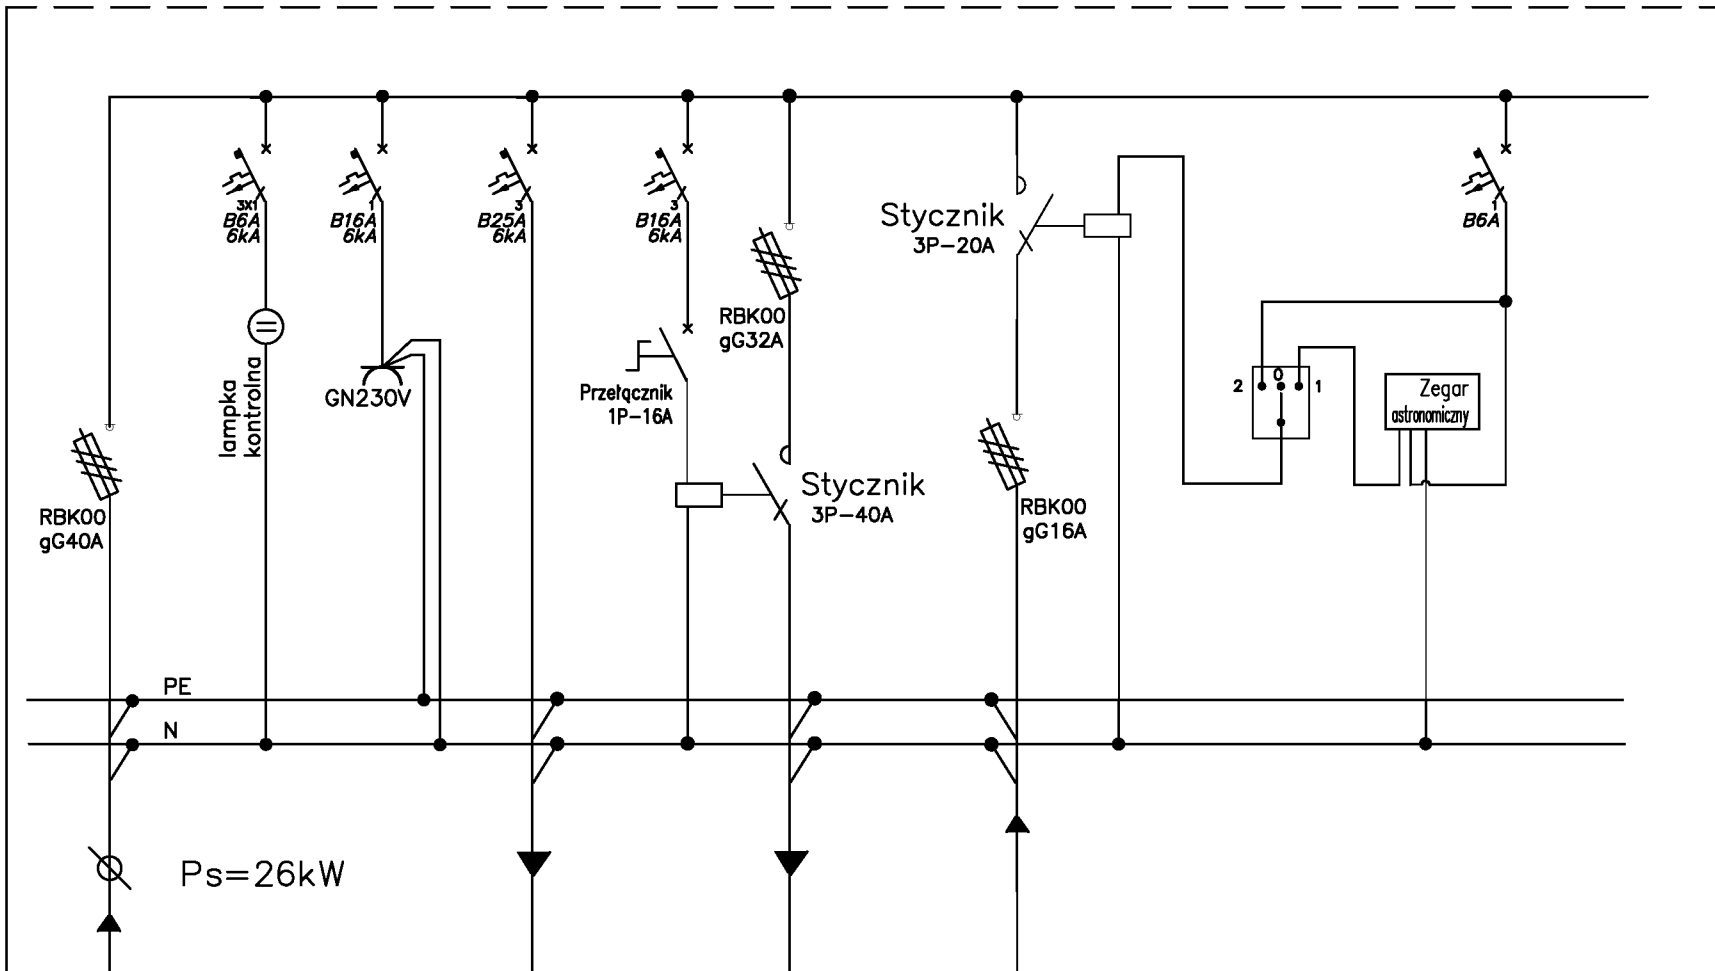 3X1
B6A
6kA
1
B16A
6kA
3
B25A
6kA
3
B16A
6kA
1
B6A
Stycznik
3P-20A
RBK00
gG32A
lampka
kontrolna
GN230V
Przełącznik
1P-16A
2
0
1
Zegar
astronomiczny
Stycznik
3P-40A
RBK00
gG40A
RBK00
gG16A
PE
N
Ps=26kW